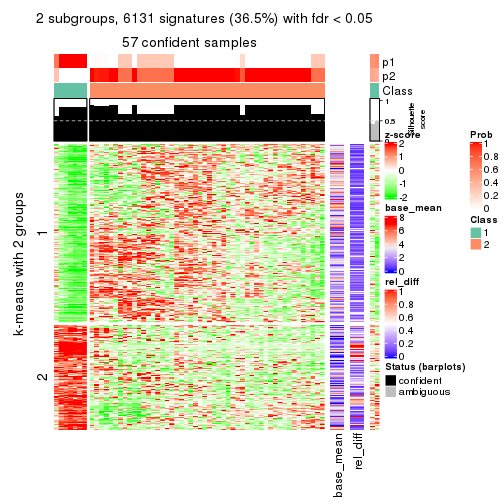 2 subgroups, 6131 signatures (36.5%) with fdr < 0.05
57 confident samples
p1
p2
Class
1
0.5
0
Silhouette
score
k-means with 2 groups
1
2
base_mean
rel_diff
z-score
2
1
0
-1
-2
base_mean
8
6
4
2
0
rel_diff
1
0.8
0.6
0.4
0.2
0
Status (barplots)
confident
ambiguous
Prob
1
0.8
0.6
0.4
0.2
0
Class
1
2